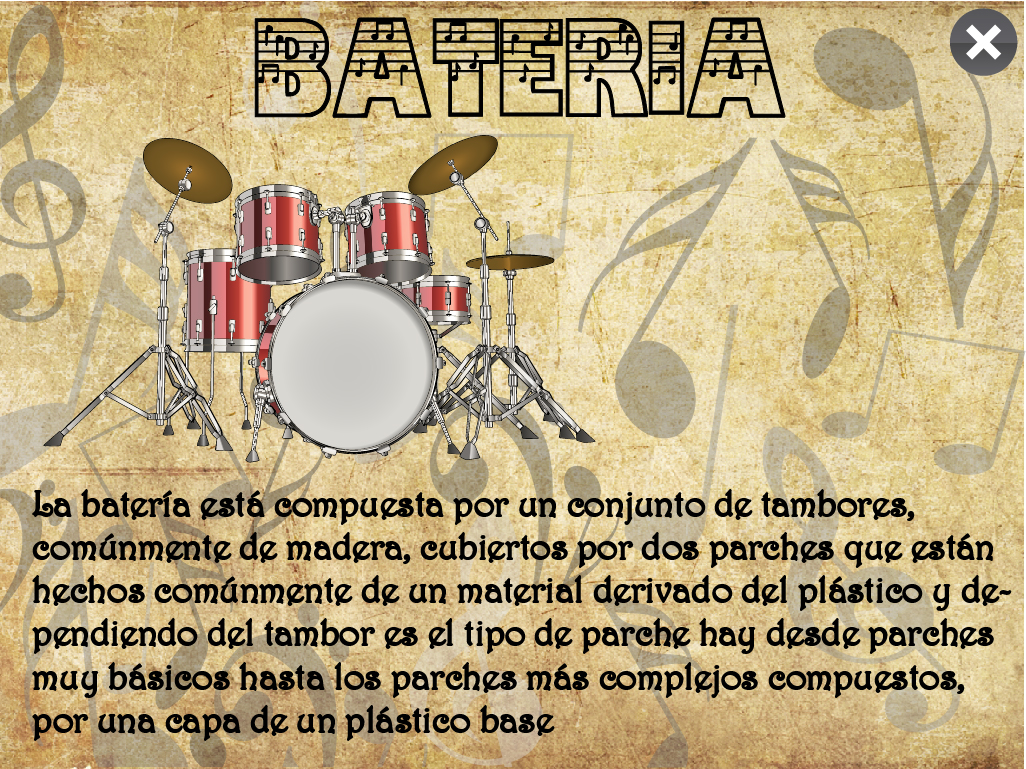 BATERIA
La batería está compuesta por un conjunto de tambores,
comúnmente de madera, cubiertos por dos parches que están
hechos comúnmente de un material derivado del plástico y de-
pendiendo del tambor es el tipo de parche hay desde parches
muy básicos hasta los parches más complejos compuestos,
por una capa de un plástico base